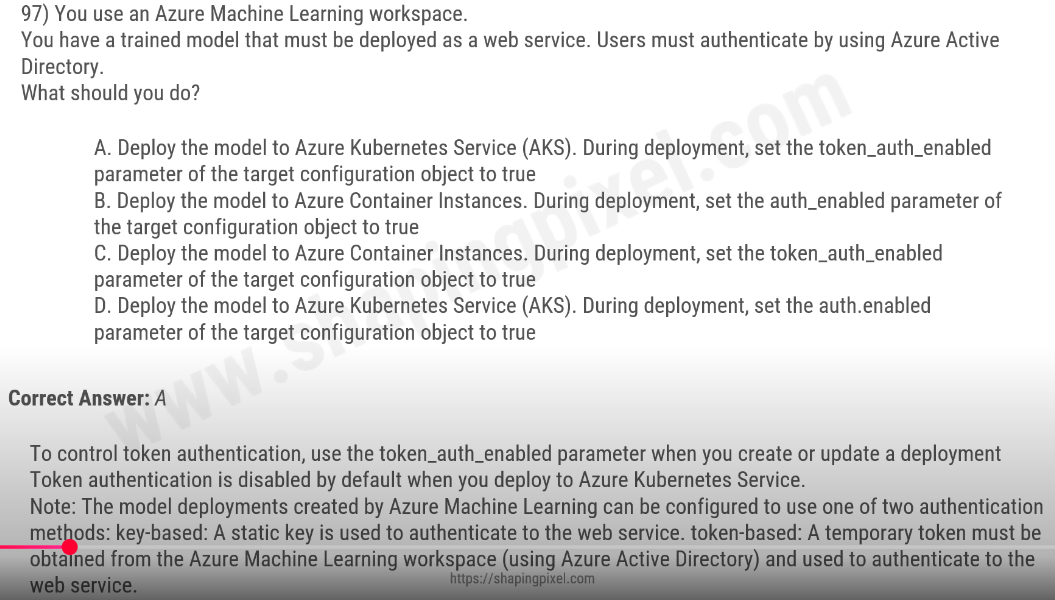 97) You use an Azure Machine Learning workspace.
You have a trained model that must be deployed as a web service. Users must authenticate by using Azure Active
Directory.
What should you do?
A. Deploy the model to Azure Kubernetes Service (AKS). During deployment, set the token_auth_enabled
parameter of the target configuration object to true
B. Deploy the model to Azure Container Instances. During deployment, set the auth_enabled parameter of
the target configuration object to true
C. Deploy the model to Azure Container Instances. During deployment, set the token_auth_enabled
parameter of the target configuration object to true
D. Deploy the model to Azure Kubernetes Service (AKS). During deployment, set the auth.enabled
parameter of the target configuration object to true
www.shapingpixel.com
Correct Answer: A
To control token authentication, use the token_auth_enabled parameter when you create or update a deployment
Token authentication is disabled by default when you deploy to Azure Kubernetes Service.
Note: The model deployments created by Azure Machine Learning can be configured to use one of two authentication
methods: key-based: A static key is used to authenticate to the web service. token-based: A temporary token must be
obtained from the Azure Machine Learning workspace (using Azure Active Directory) and used to authenticate to the
https://shapingpixel.com
web service.